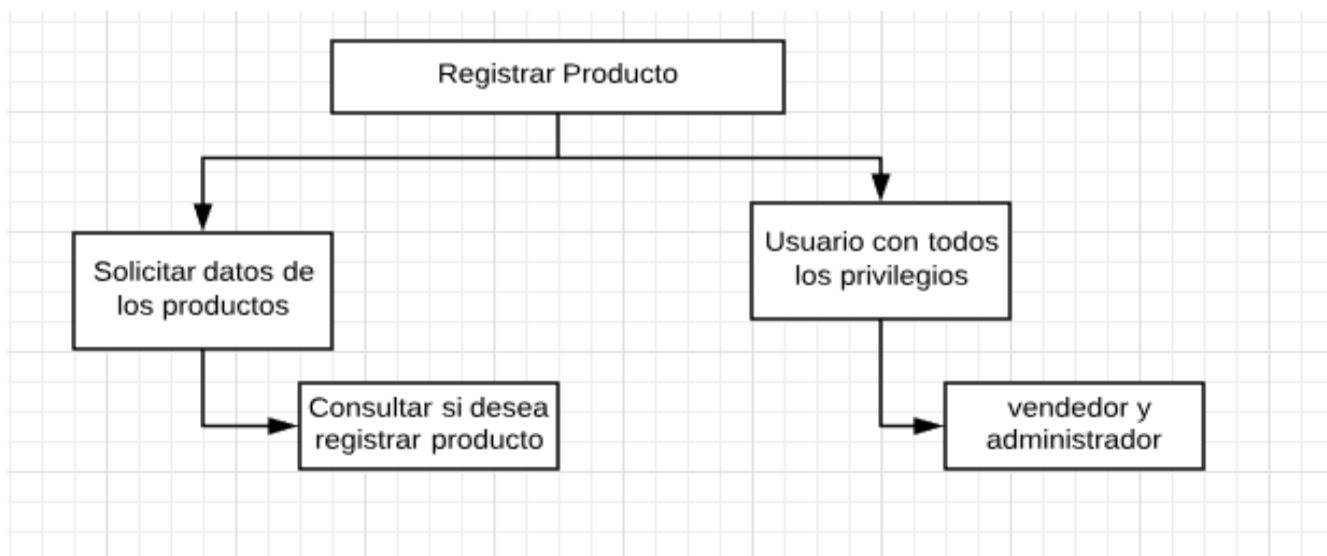 Registrar Producto
Solicitar datos de
los productos
Usuario con todos
los privilegios
Consultar si desea
registrar producto
vendedor y
administrador